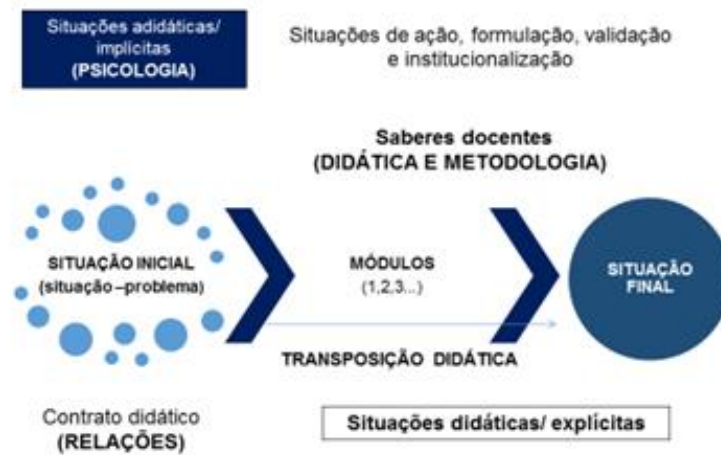 Situações adidáticas/
implícitas
(PSICOLOGIA)
Situações de ação, formulação, validação
e institucionalização
Saberes docentes
(DIDÁTICA E METODOLOGIA)
SITUAÇÃO INICIAL
(situação –problema)
MÓDULOS
(1,2,3...)
SITUAÇÃO
FINAL
TRANSPOSIÇÃO DIDÁTICA
Contrato didático
(RELAÇÕES)
Situações didáticas/ explícitas